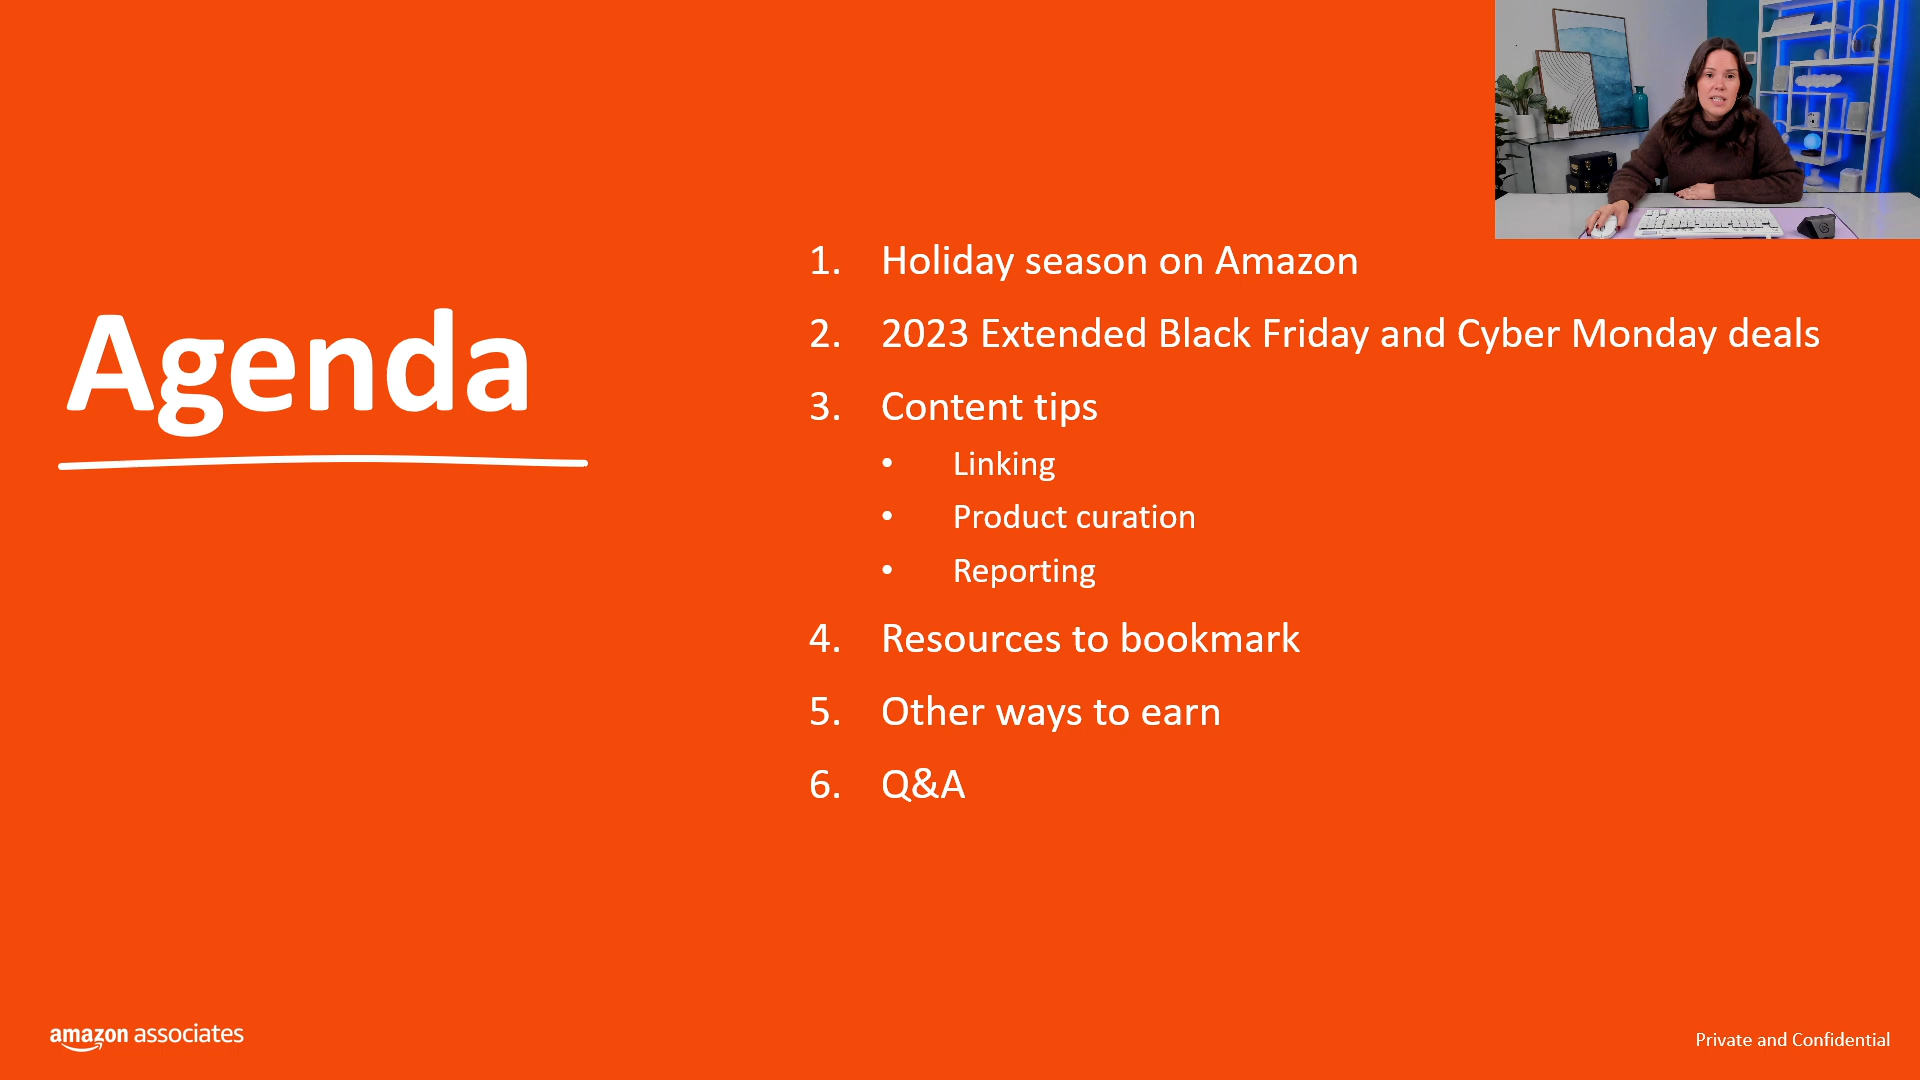 Agenda
1. Holiday season on Amazon
2. 2023 Extended Black Friday and Cyber Monday deals
3. Content tips
• Linking
• Product curation
• Reporting
4. Resources to bookmark
5. Other ways to earn
6. Q&A
amazon associates
Private and Confidential